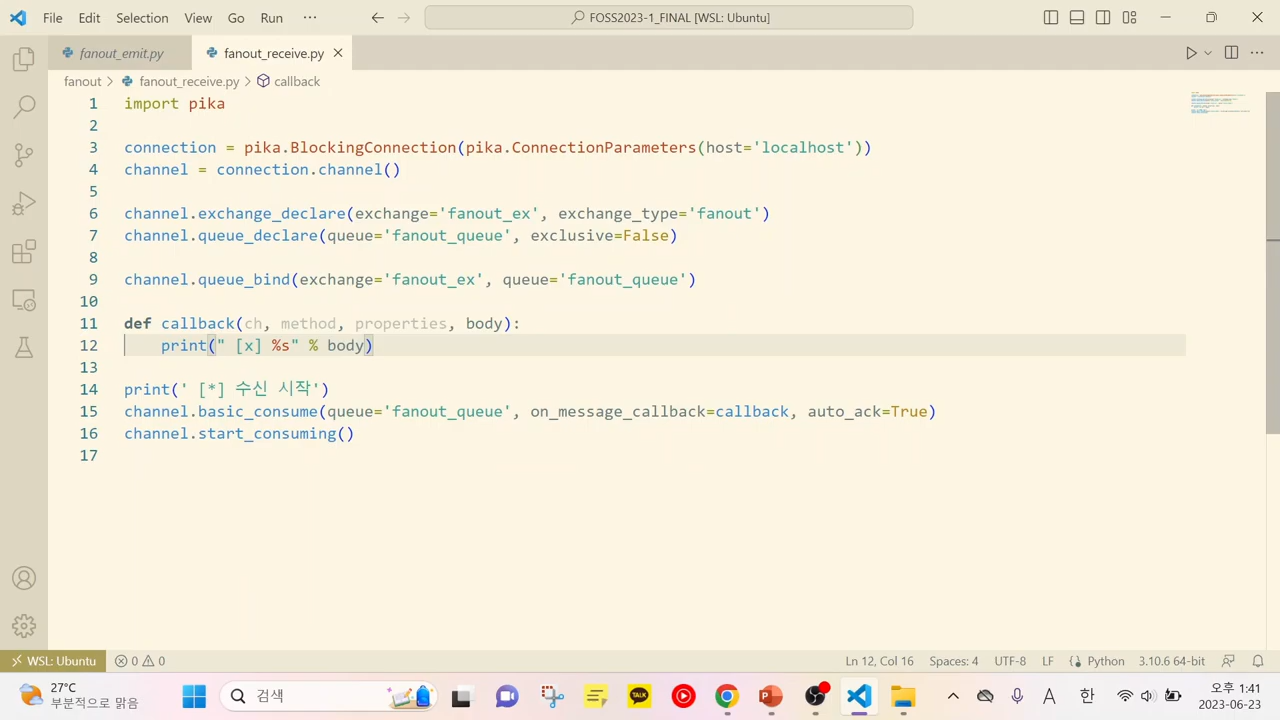 File Edit Selection View Go Run ··· FOSS2023-1_FINAL [WSL: Ubuntu]
fanout_emit.py fanout_receive.py
fanout > fanout_receive.py > callback
1 import pika
2
3 connection = pika.BlockingConnection(pika.ConnectionParameters(host='localhost'))
4 channel = connection.channel()
5
6 channel.exchange_declare(exchange='fanout_ex', exchange_type='fanout')
7 channel.queue_declare(queue='fanout_queue', exclusive=False)
8
9 channel.queue_bind(exchange='fanout_ex', queue='fanout_queue')
10
11 def callback(ch, method, properties, body):
12 print(" [x] %s" % body)
13
14 print(' [*] 수신 시작')
15 channel.basic_consume(queue='fanout_queue', on_message_callback=callback, auto_ack=True)
16 channel.start_consuming()
17
WSL: Ubuntu 0 0 Ln 12, Col 16 Spaces: 4 UTF-8 LF Python 3.10.6 64-bit
27°C
부분적으로 맑음
검색
TALK
A 한
오후 1:41
2023-06-23